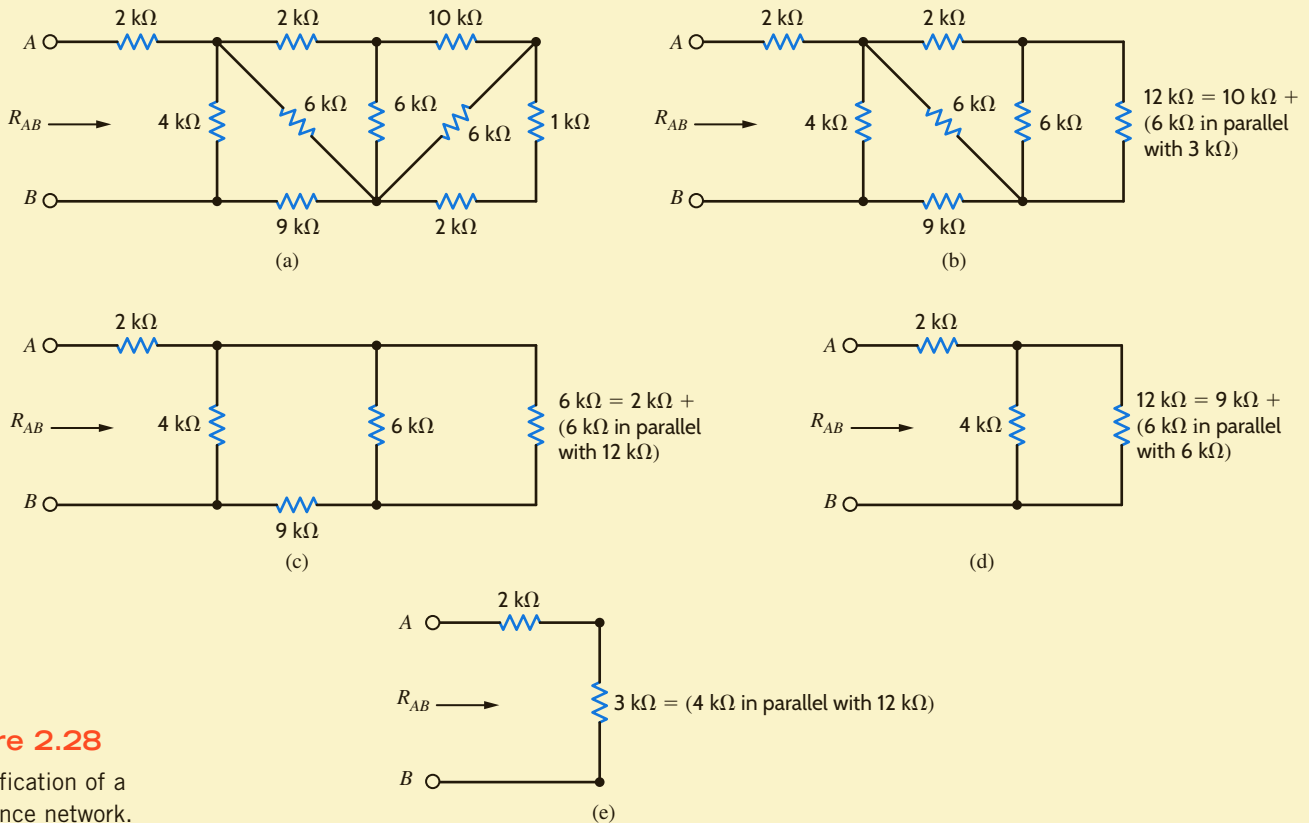 2 kΩ 2 kΩ 10 kΩ
A
R_AB
4 kΩ
6 kΩ
6 kΩ
6 kΩ
1 kΩ
B
9 kΩ 2 kΩ
(a)
2 kΩ 2 kΩ
A
R_AB
4 kΩ
6 kΩ
6 kΩ
12 kΩ = 10 kΩ +
(6 kΩ in parallel
with 3 kΩ)
B
9 kΩ
(b)
2 kΩ
A
R_AB
4 kΩ
6 kΩ
6 kΩ = 2 kΩ +
(6 kΩ in parallel
with 12 kΩ)
B
9 kΩ
(c)
2 kΩ
A
R_AB
4 kΩ
12 kΩ = 9 kΩ +
(6 kΩ in parallel
with 6 kΩ)
B
(d)
2 kΩ
A
R_AB
3 kΩ = (4 kΩ in parallel with 12 kΩ)
B
(e)
re 2.28
ification of a
ance network.